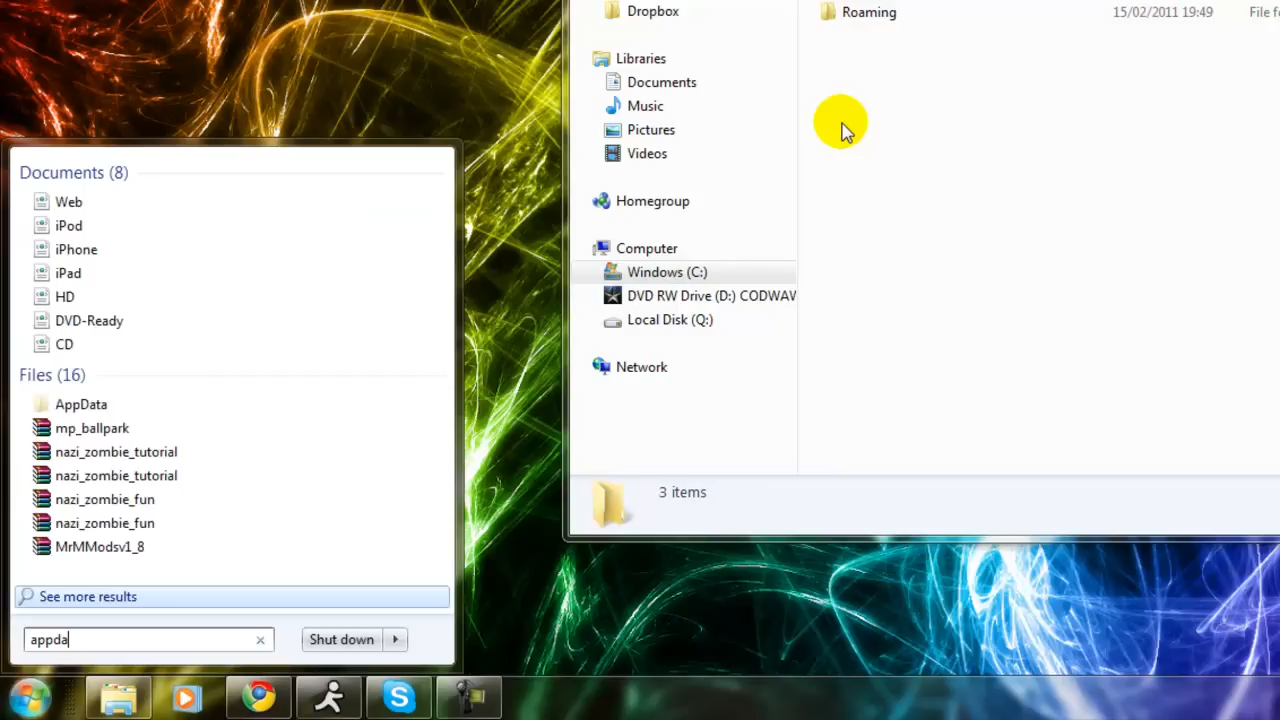 Dropbox
Roaming 15/02/2011 19:49 File f
Libraries
Documents
Music
Pictures
Videos
Homegroup
Computer
Windows (C:)
DVD RW Drive (D:) CODWAW
Local Disk (Q:)
Network
3 items
Documents (8)
Web
iPod
iPhone
iPad
HD
DVD-Ready
CD
Files (16)
AppData
mp_ballpark
nazi_zombie_tutorial
nazi_zombie_tutorial
nazi_zombie_fun
nazi_zombie_fun
MrMModsv1_8
See more results
appda
Shut down